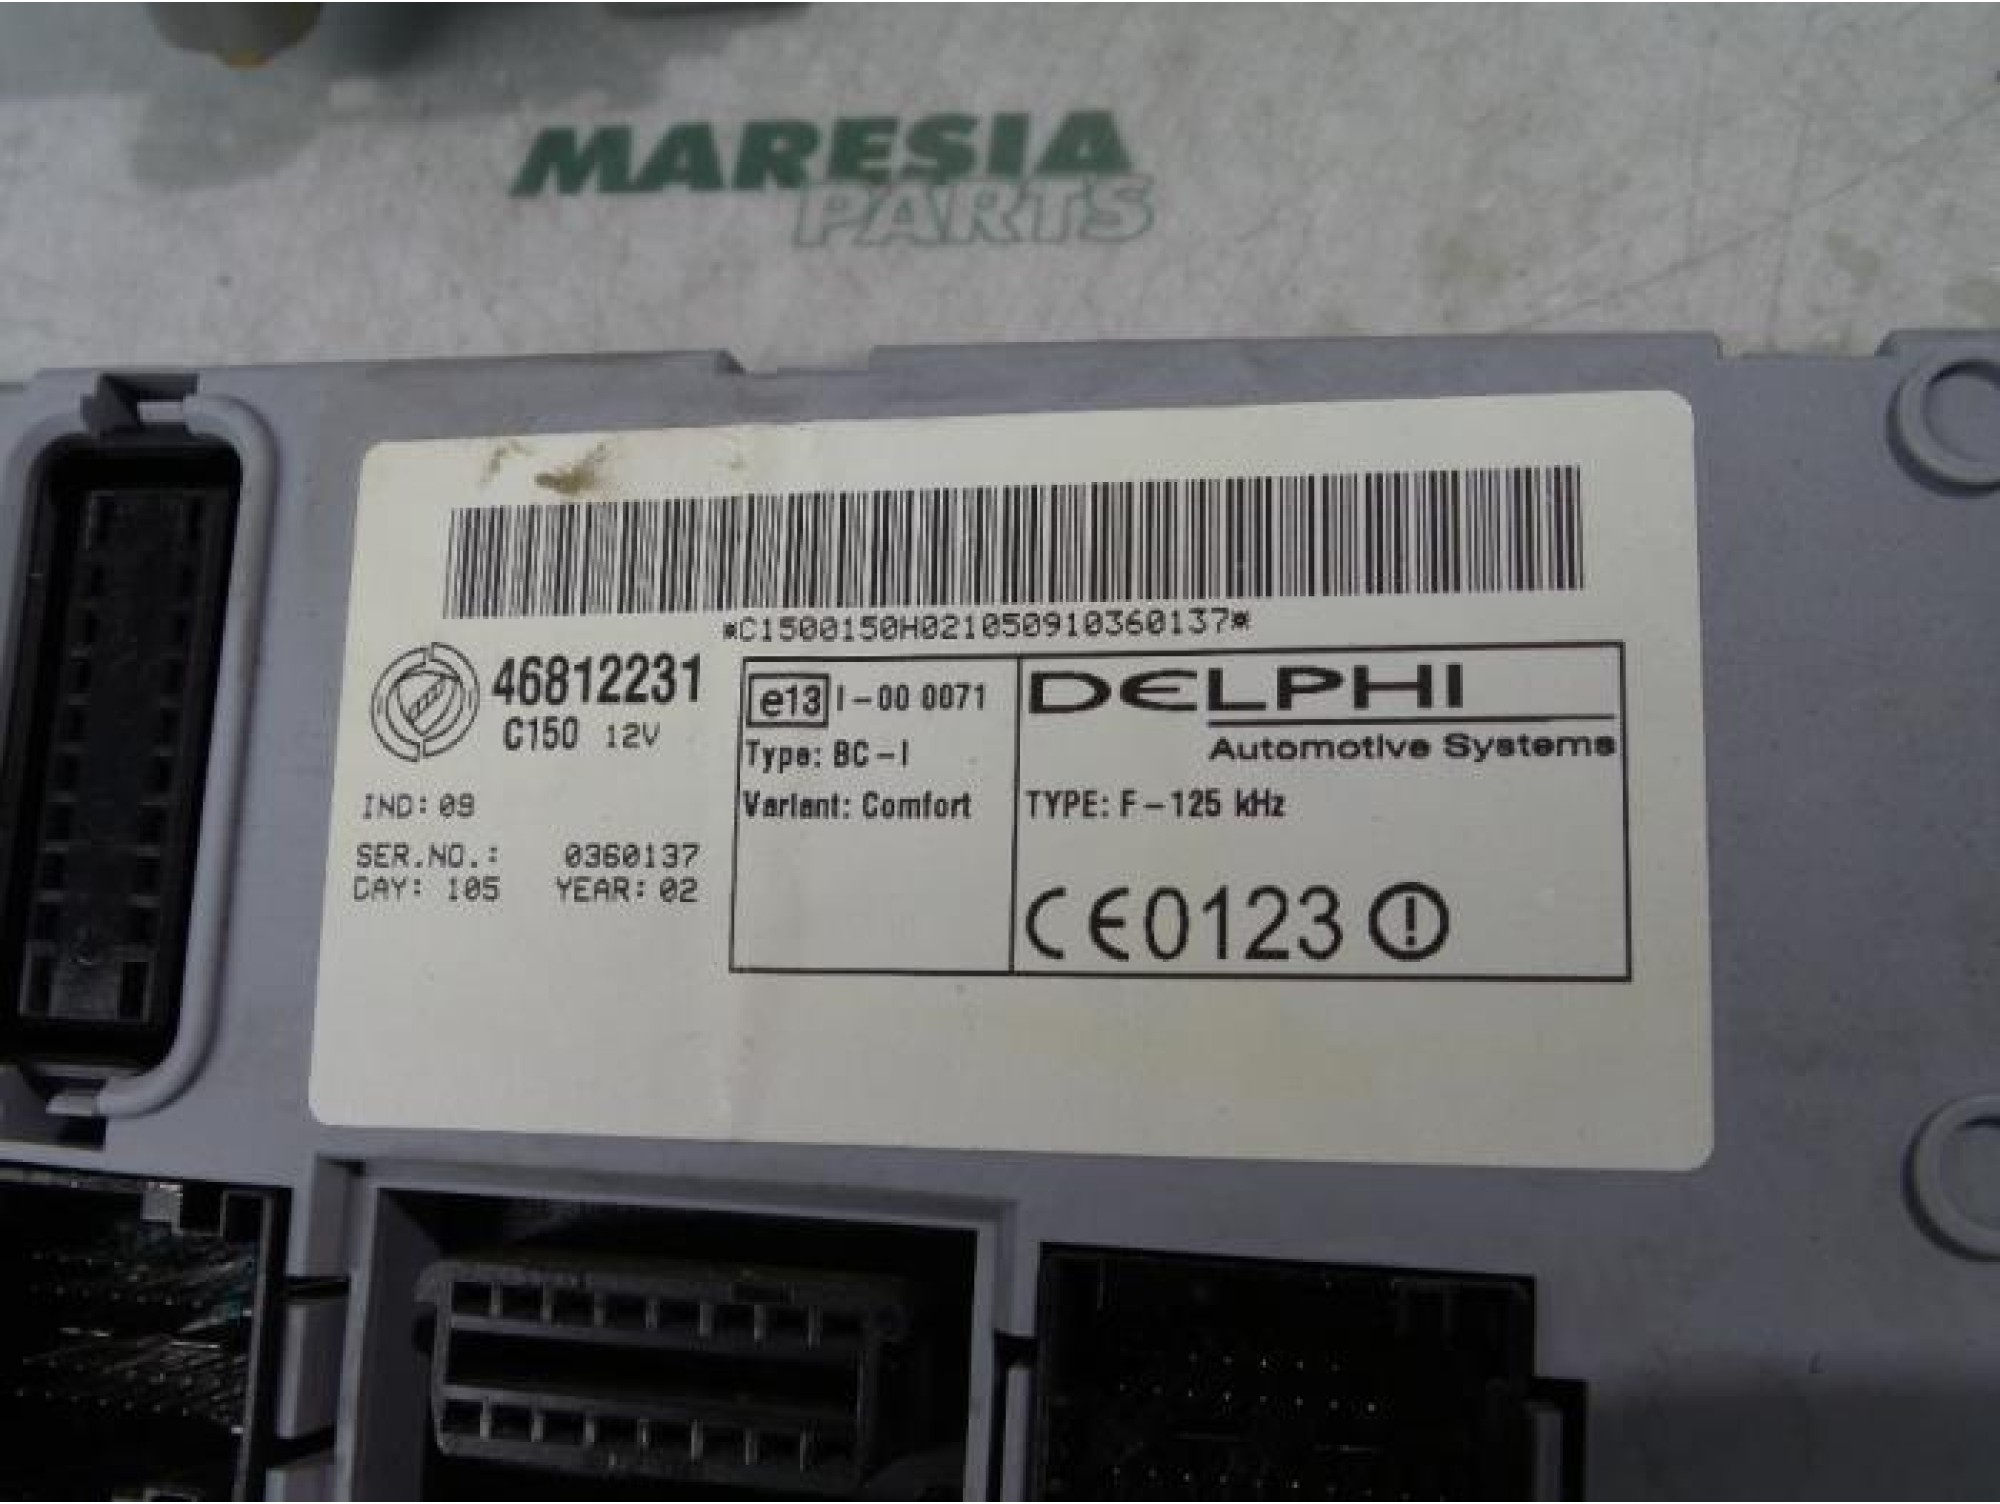 MARESIA
PARTS
*C1500150H021050910360137*
46812231
C150 12V
IND: 09
SER.NO.: 0360137
DAY: 105 YEAR: 02
e13 I-00 0071
Type: BC-I
Variant: Comfort
DELPHI
Automotive Systems
TYPE: F-125 kHz
CE0123